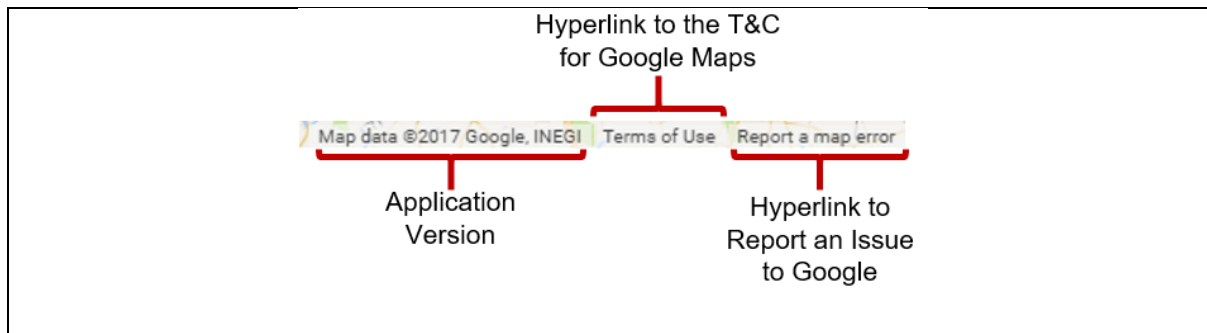 Hyperlink to the T&C
for Google Maps
Map data ©2017 Google, INEGI Terms of Use Report a map error
Application
Version
Hyperlink to
Report an Issue
to Google